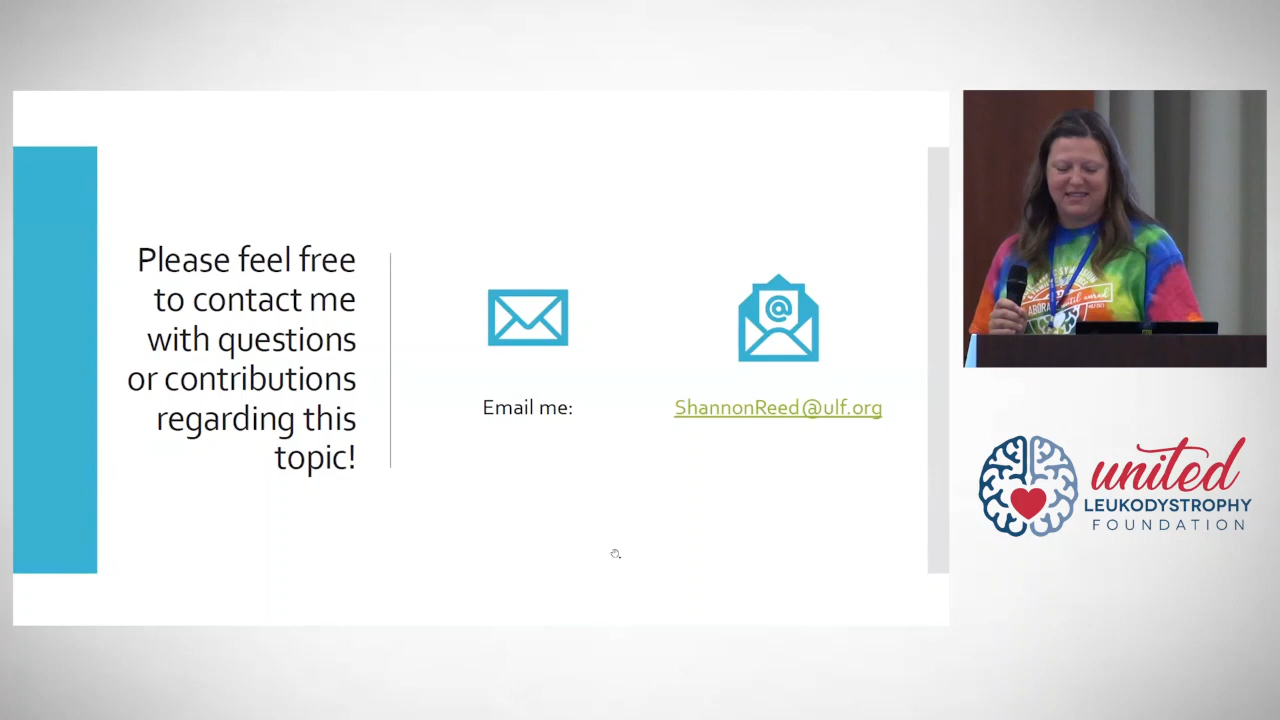 Please feel free
to contact me
with questions
or contributions
regarding this
topic!
@
Email me:
ShannonReed@ulf.org
united
LEUKODYSTROPHY
FOUNDATION